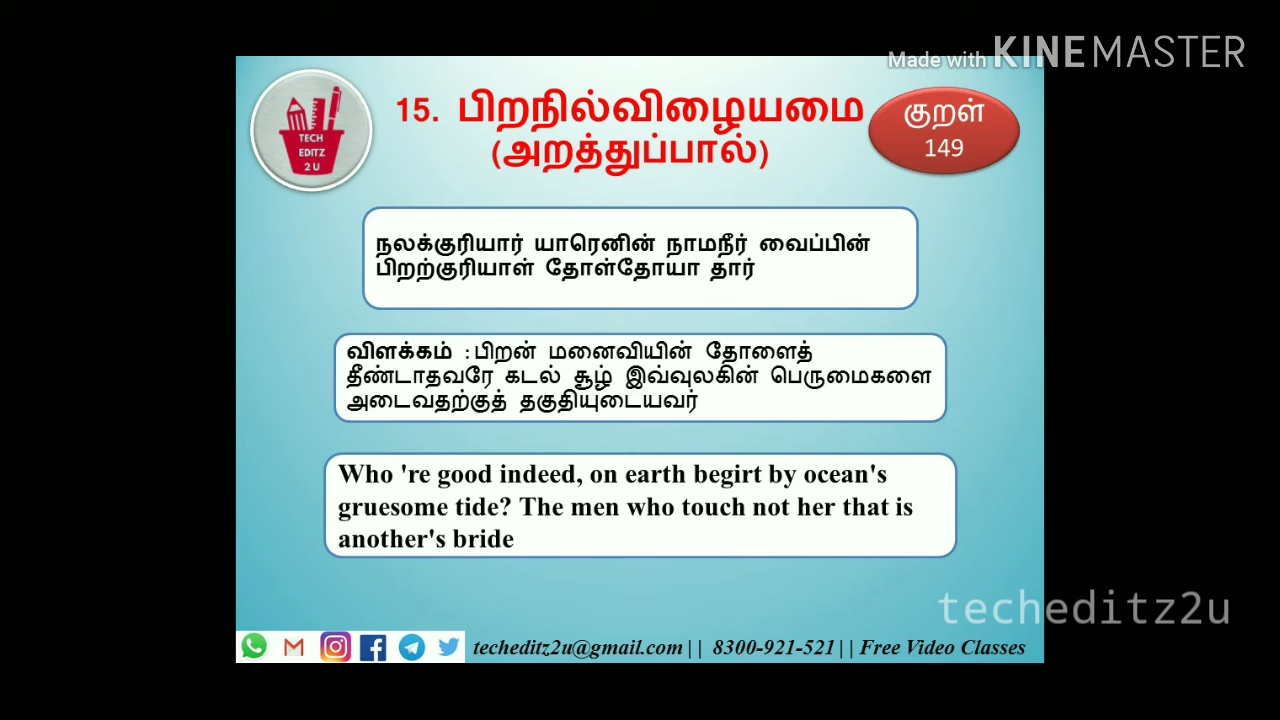 Made with KINEMASTER
TECH
EDITZ
2 U
15. பிறநில்விழையமை
(அறத்துப்பால்)
குறள்
149
நலக்குரியார் யாரெனின் நாமநீர் வைப்பின்
பிறற்குரியாள் தோள்தோயா தார்
விளக்கம் : பிறன் மனைவியின் தோளைத்
தீண்டாதவரே கடல் சூழ் இவ்வுலகின் பெருமைகளை
அடைவதற்குத் தகுதியுடையவர்
Who 're good indeed, on earth begirt by ocean's
gruesome tide? The men who touch not her that is
another's bride
techeditz2u
techeditz2u@gmail.com || 8300-921-521 || Free Video Classes